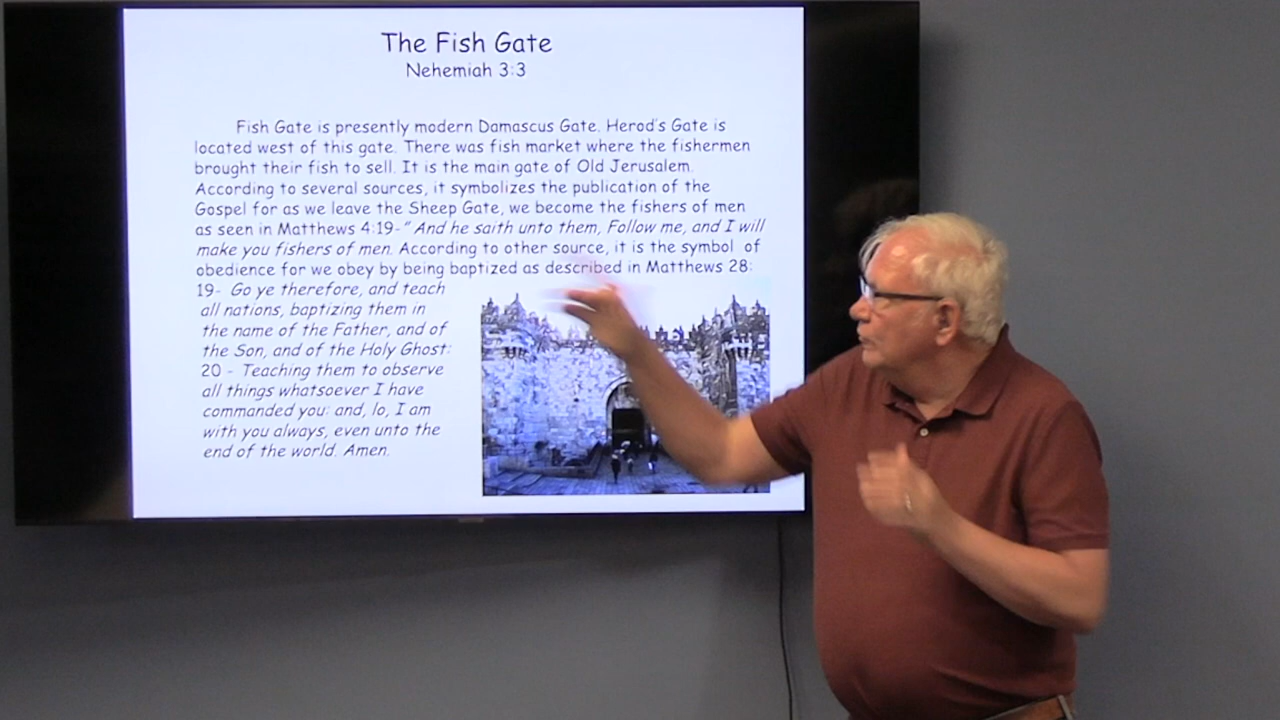 The Fish Gate
Nehemiah 3:3
Fish Gate is presently modern Damascus Gate. Herod's Gate is
located west of this gate. There was fish market where the fishermen
brought their fish to sell. It is the main gate of Old Jerusalem.
According to several sources, it symbolizes the publication of the
Gospel for as we leave the Sheep Gate, we become the fishers of men
as seen in Matthews 4:19-" And he saith unto them, Follow me, and I will
make you fishers of men. According to other source, it is the symbol of
obedience for we obey by being baptized as described in Matthews 28:
19- Go ye therefore, and teach
all nations, baptizing them in
the name of the Father, and of
the Son, and of the Holy Ghost:
20 - Teaching them to observe
all things whatsoever I have
commanded you: and, lo, I am
with you always, even unto the
end of the world. Amen.